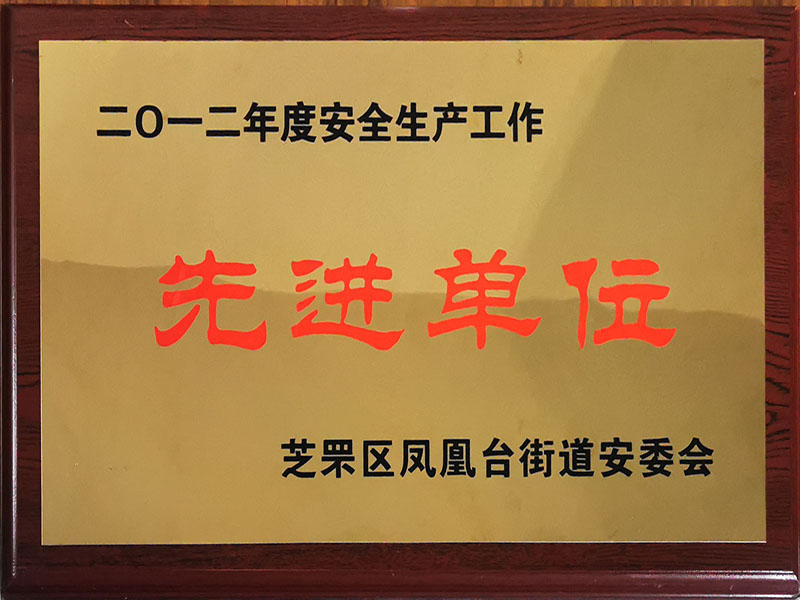 二〇一二年度安全生产工作
先进单位
芝罘区凤凰台街道安委会